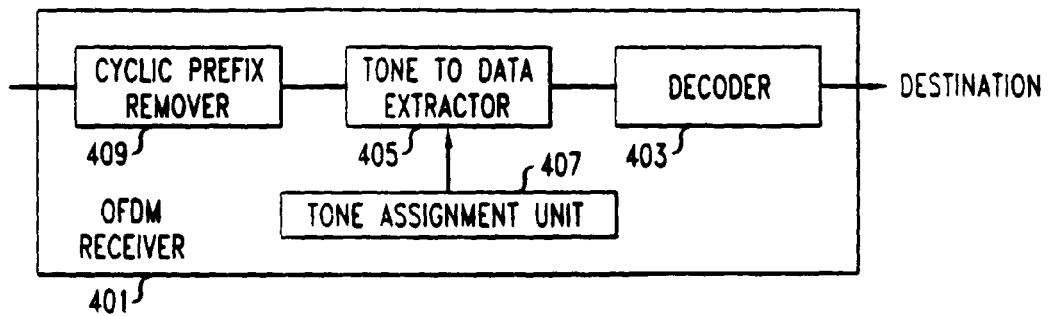 CYCLIC PREFIX
REMOVER
409
TONE TO DATA
EXTRACTOR
405
DECODER
403
DESTINATION
407
TONE ASSIGNMENT UNIT
OFDM
RECEIVER
401